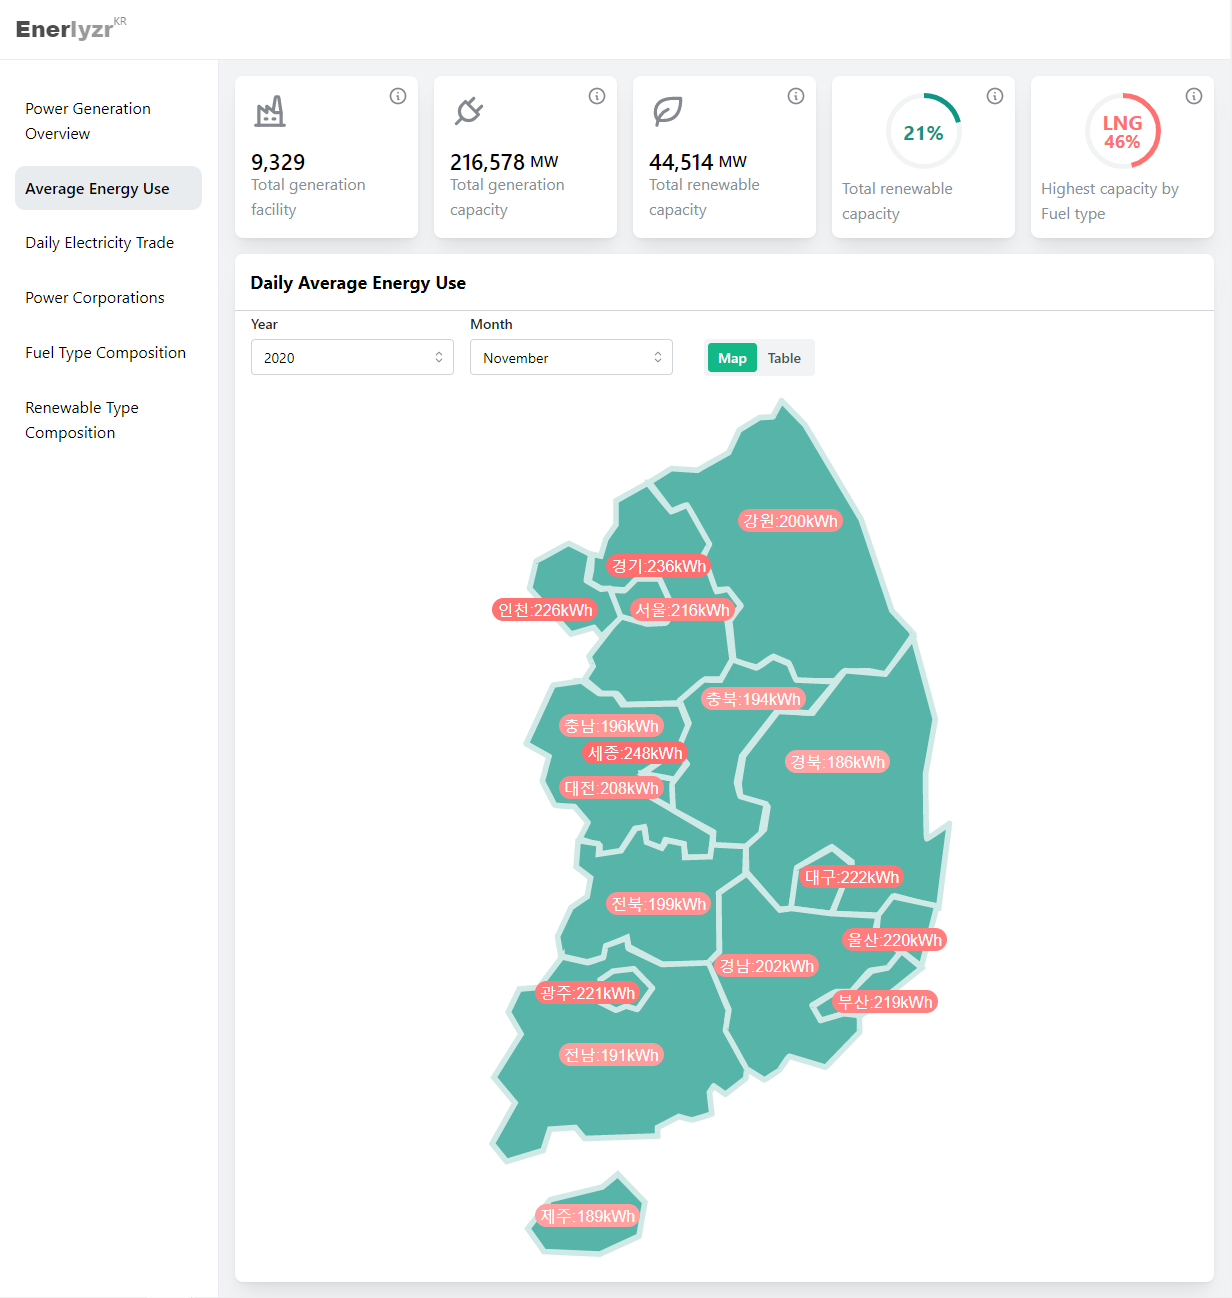 EnerlyzrKR
Power Generation
Overview
Average Energy Use
Daily Electricity Trade
Power Corporations
Fuel Type Composition
Renewable Type
Composition
9,329
Total generation
facility
216,578 MW
Total generation
capacity
44,514 MW
Total renewable
capacity
21%
Total renewable
capacity
LNG
46%
Highest capacity by
Fuel type
Daily Average Energy Use
Year
Month
2020
November
Map
Table
강원:200kWh
경기:236kWh
인천:226kWh
서울:216kWh
충북:194kWh
충남:196kWh
세종:248kWh
경북:186kWh
대전:208kWh
대구:222kWh
전북:199kWh
울산:220kWh
경남:202kWh
광주:221kWh
부산:219kWh
전남:191kWh
제주:189kWh